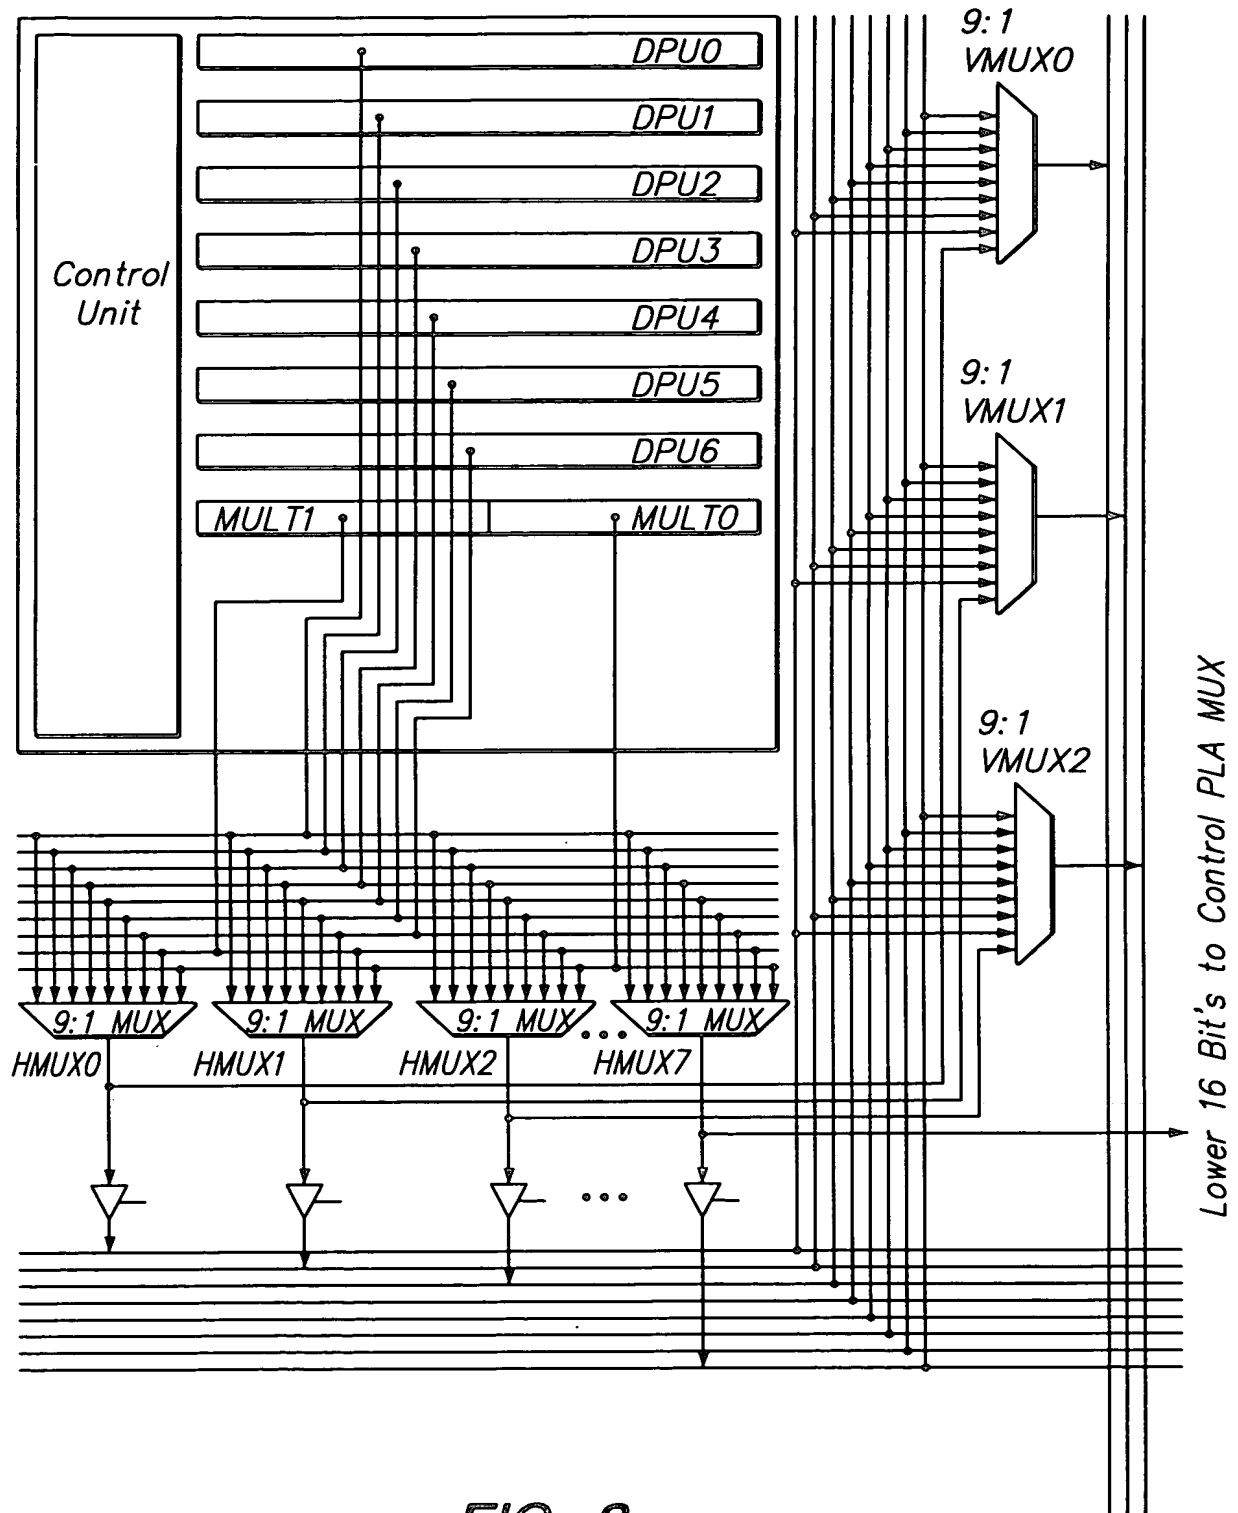 DPU0
DPU1
DPU2
DPU3
DPU4
DPU5
DPU6
MULT1
MULT0
Control
Unit
9:1
VMUX0
9:1
VMUX1
9:1
VMUX2
9:1 MUX
9:1 MUX
9:1 MUX
9:1 MUX
HMUX0
HMUX1
HMUX2
HMUX7
Lower 16 Bit's to Control PLA MUX